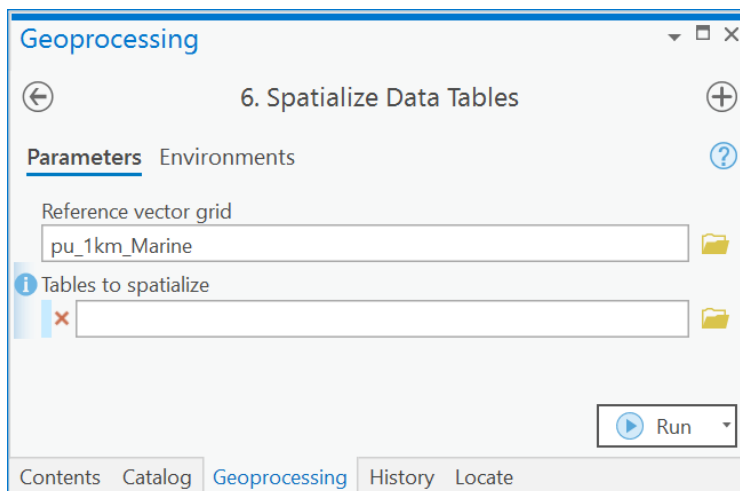 Geoprocessing
6. Spatialize Data Tables
Parameters Environments
Reference vector grid
pu_1km_Marine
Tables to spatialize
Run
Contents Catalog Geoprocessing History Locate